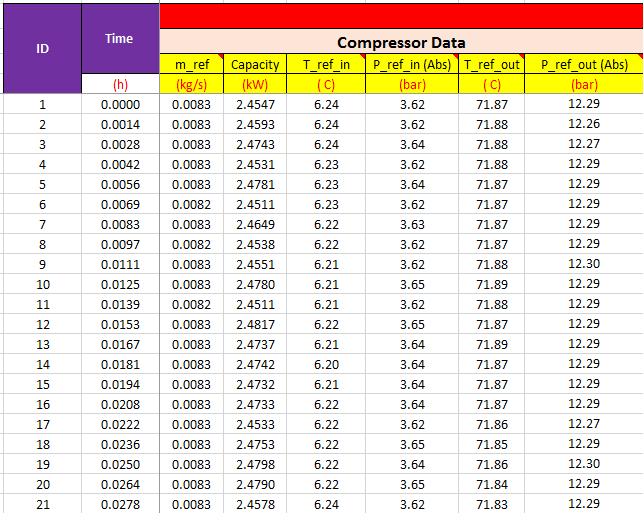 Compressor Data
ID Time m_ref Capacity T_ref_in P_ref_in (Abs) T_ref_out P_ref_out (Abs)
(h) (kg/s) (kW) ( C) (bar) ( C) (bar)
1 0.0000 0.0083 2.4547 6.24 3.62 71.87 12.29
2 0.0014 0.0083 2.4593 6.24 3.62 71.88 12.26
3 0.0028 0.0083 2.4743 6.24 3.64 71.88 12.27
4 0.0042 0.0083 2.4531 6.23 3.62 71.88 12.29
5 0.0056 0.0083 2.4781 6.23 3.64 71.87 12.29
6 0.0069 0.0082 2.4511 6.23 3.62 71.87 12.29
7 0.0083 0.0083 2.4649 6.22 3.63 71.87 12.29
8 0.0097 0.0082 2.4538 6.22 3.62 71.87 12.29
9 0.0111 0.0083 2.4551 6.21 3.62 71.88 12.30
10 0.0125 0.0083 2.4780 6.21 3.65 71.89 12.29
11 0.0139 0.0082 2.4511 6.21 3.62 71.88 12.29
12 0.0153 0.0083 2.4817 6.22 3.65 71.87 12.29
13 0.0167 0.0083 2.4737 6.21 3.64 71.89 12.29
14 0.0181 0.0083 2.4742 6.20 3.64 71.87 12.29
15 0.0194 0.0083 2.4732 6.21 3.64 71.87 12.29
16 0.0208 0.0083 2.4733 6.22 3.64 71.87 12.29
17 0.0222 0.0083 2.4533 6.22 3.62 71.86 12.27
18 0.0236 0.0083 2.4753 6.22 3.65 71.85 12.29
19 0.0250 0.0083 2.4798 6.22 3.64 71.86 12.30
20 0.0264 0.0083 2.4790 6.22 3.65 71.84 12.29
21 0.0278 0.0083 2.4578 6.24 3.62 71.83 12.29